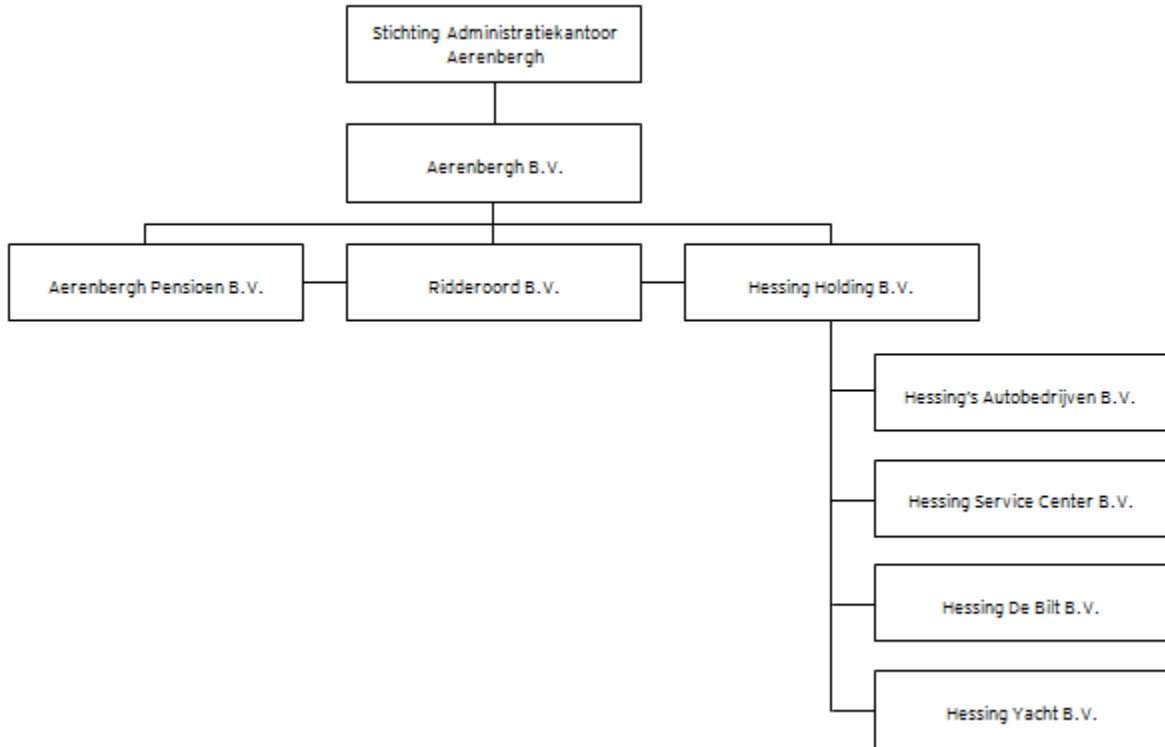 Stichting Administratiekantoor
Aerenbergh
Aerenbergh B.V.
Aerenbergh Pensioen B.V.
Ridderoord B.V.
Hessing Holding B.V.
Hessing's Autobedrijven B.V.
Hessing Service Center B.V.
Hessing De Bilt B.V.
Hessing Yacht B.V.